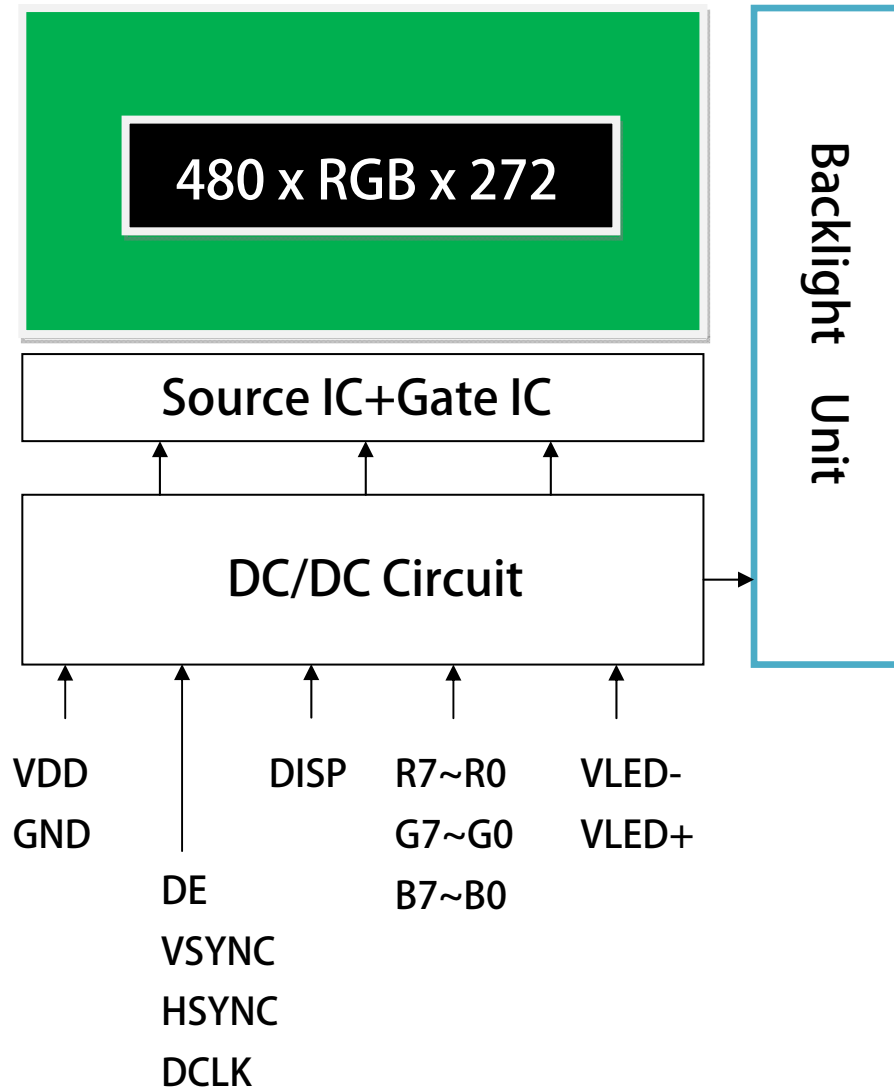 480 x RGB x 272
Backlight Unit
Source IC+Gate IC
DC/DC Circuit
VDD
GND
DE
VSYNC
HSYNC
DCLK
DISP
R7~R0
G7~G0
B7~B0
VLED-
VLED+